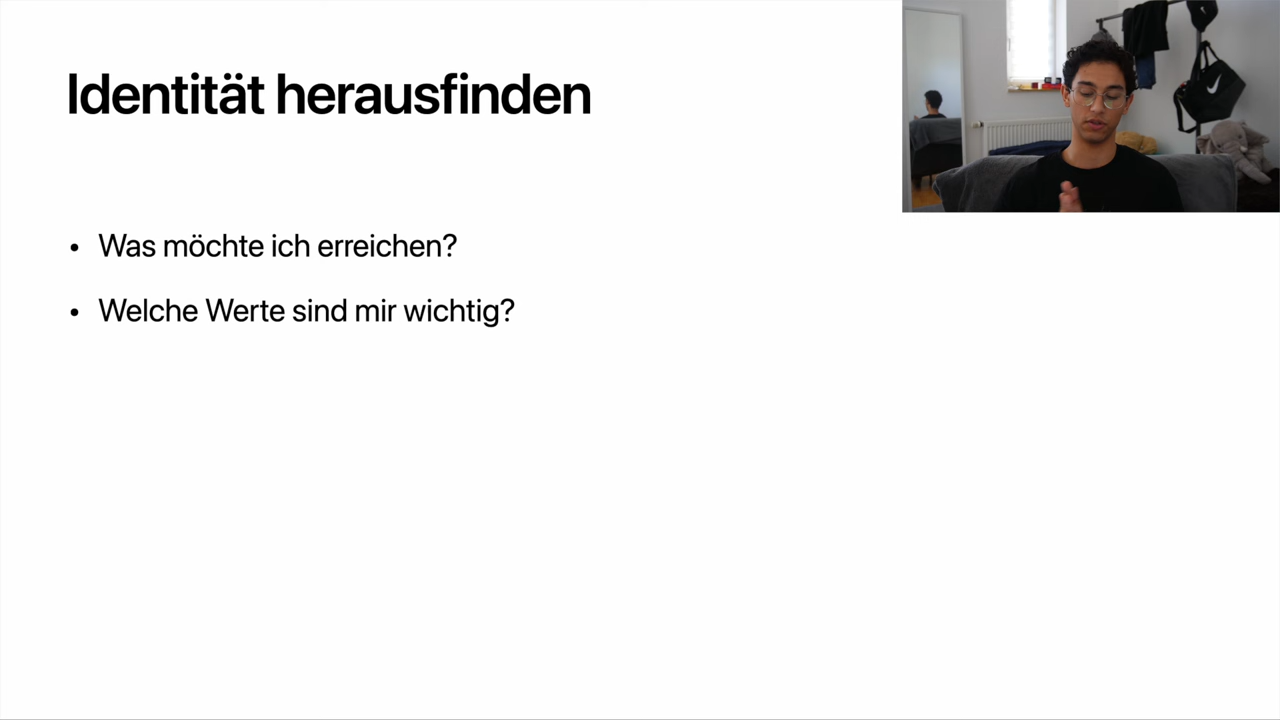 Identität herausfinden
• Was möchte ich erreichen?
• Welche Werte sind mir wichtig?